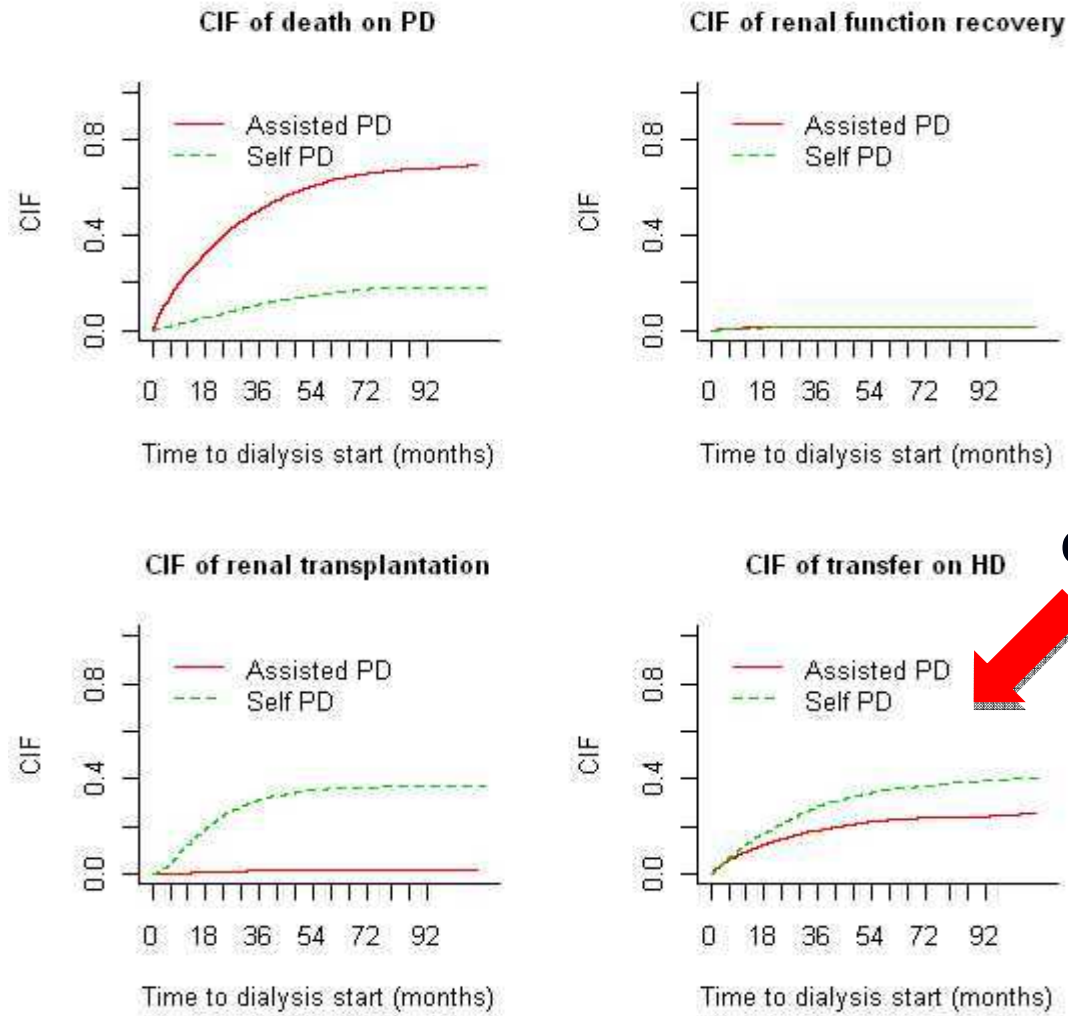 CIF of death on PD
CIF
0.0 0.4 0.8
Assisted PD
Self PD
0 18 36 54 72 92
Time to dialysis start (months)
CIF of renal function recovery
CIF
0.0 0.4 0.8
Assisted PD
Self PD
0 18 36 54 72 92
Time to dialysis start (months)
CIF of renal transplantation
CIF
0.0 0.4 0.8
Assisted PD
Self PD
0 18 36 54 72 92
Time to dialysis start (months)
CIF of transfer on HD
CIF
0.0 0.4 0.8
Assisted PD
Self PD
0 18 36 54 72 92
Time to dialysis start (months)